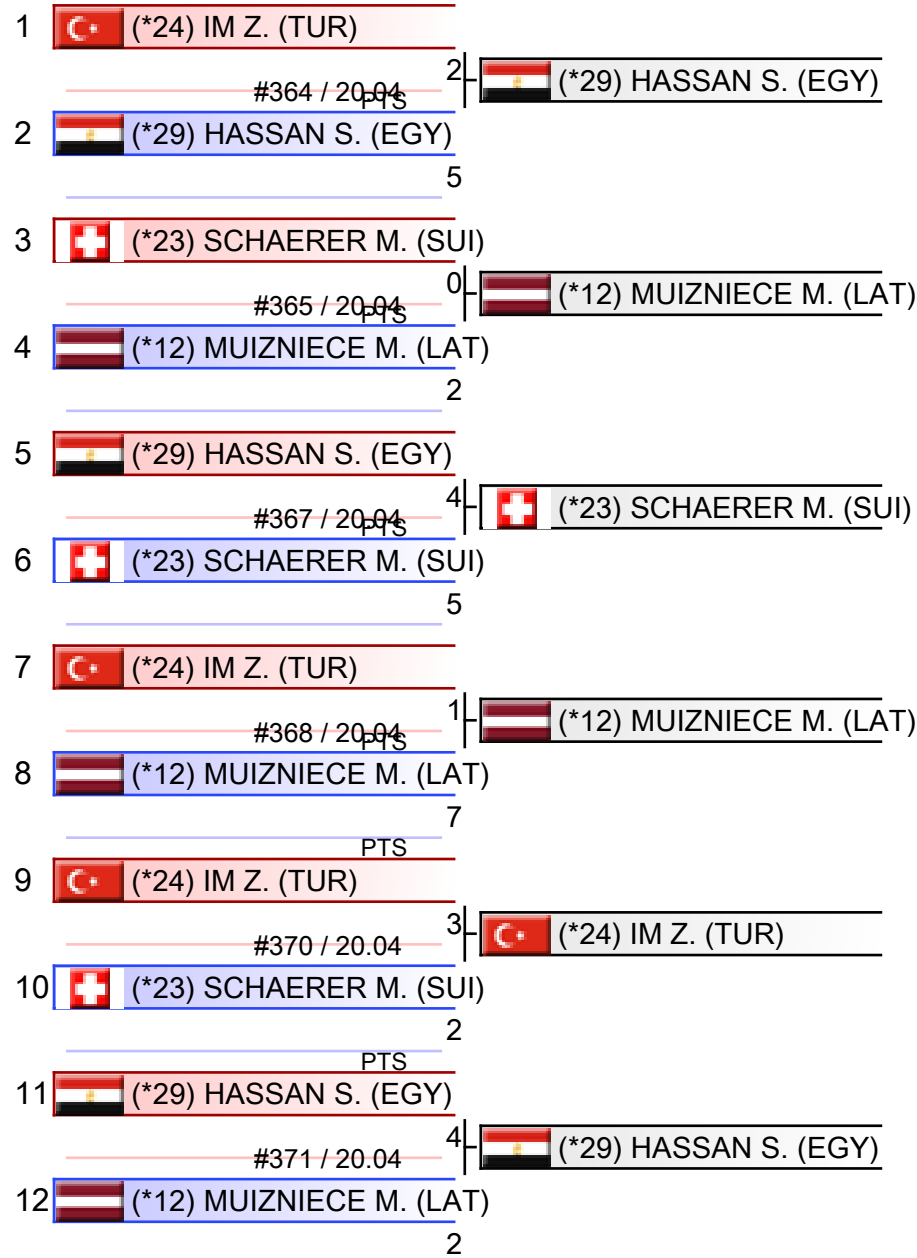 1 (*24) IM Z. (TUR)
2 (*29) HASSAN S. (EGY)
#364 / 20.04 PTS
2 (*29) HASSAN S. (EGY)
5
3 (*23) SCHAERER M. (SUI)
0 (*12) MUIZNIECE M. (LAT)
#365 / 20.04 PTS
4 (*12) MUIZNIECE M. (LAT)
2
5 (*29) HASSAN S. (EGY)
4 (*23) SCHAERER M. (SUI)
#367 / 20.04 PTS
6 (*23) SCHAERER M. (SUI)
5
7 (*24) IM Z. (TUR)
1 (*12) MUIZNIECE M. (LAT)
#368 / 20.04 PTS
8 (*12) MUIZNIECE M. (LAT)
7
PTS
9 (*24) IM Z. (TUR)
3 (*24) IM Z. (TUR)
#370 / 20.04
10 (*23) SCHAERER M. (SUI)
2
PTS
11 (*29) HASSAN S. (EGY)
4 (*29) HASSAN S. (EGY)
#371 / 20.04
12 (*12) MUIZNIECE M. (LAT)
2